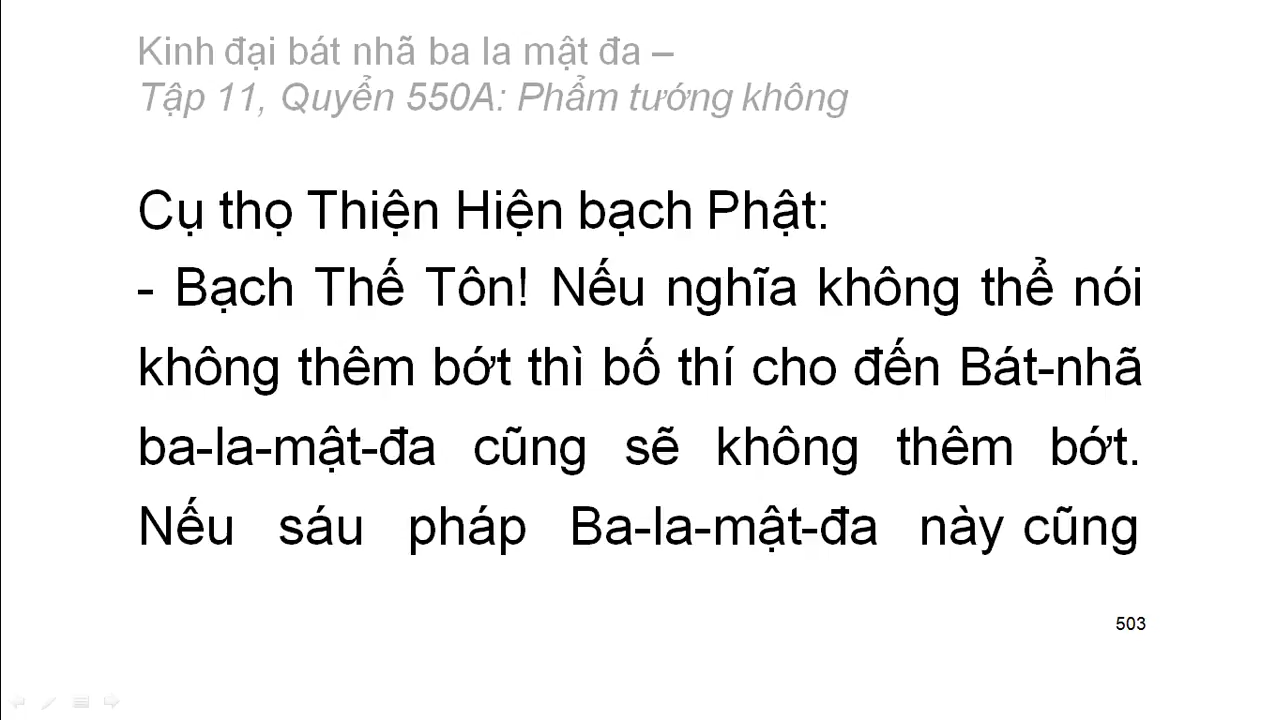 Kinh đại bát nhã ba la mật đa –
Tập 11, Quyển 550A: Phẩm tướng không
Cụ thọ Thiện Hiện bạch Phật:
- Bạch Thế Tôn! Nếu nghĩa không thể nói
không thêm bớt thì bố thí cho đến Bát-nhã
ba-la-mật-đa cũng sẽ không thêm bớt.
Nếu sáu pháp Ba-la-mật-đa này cũng
503